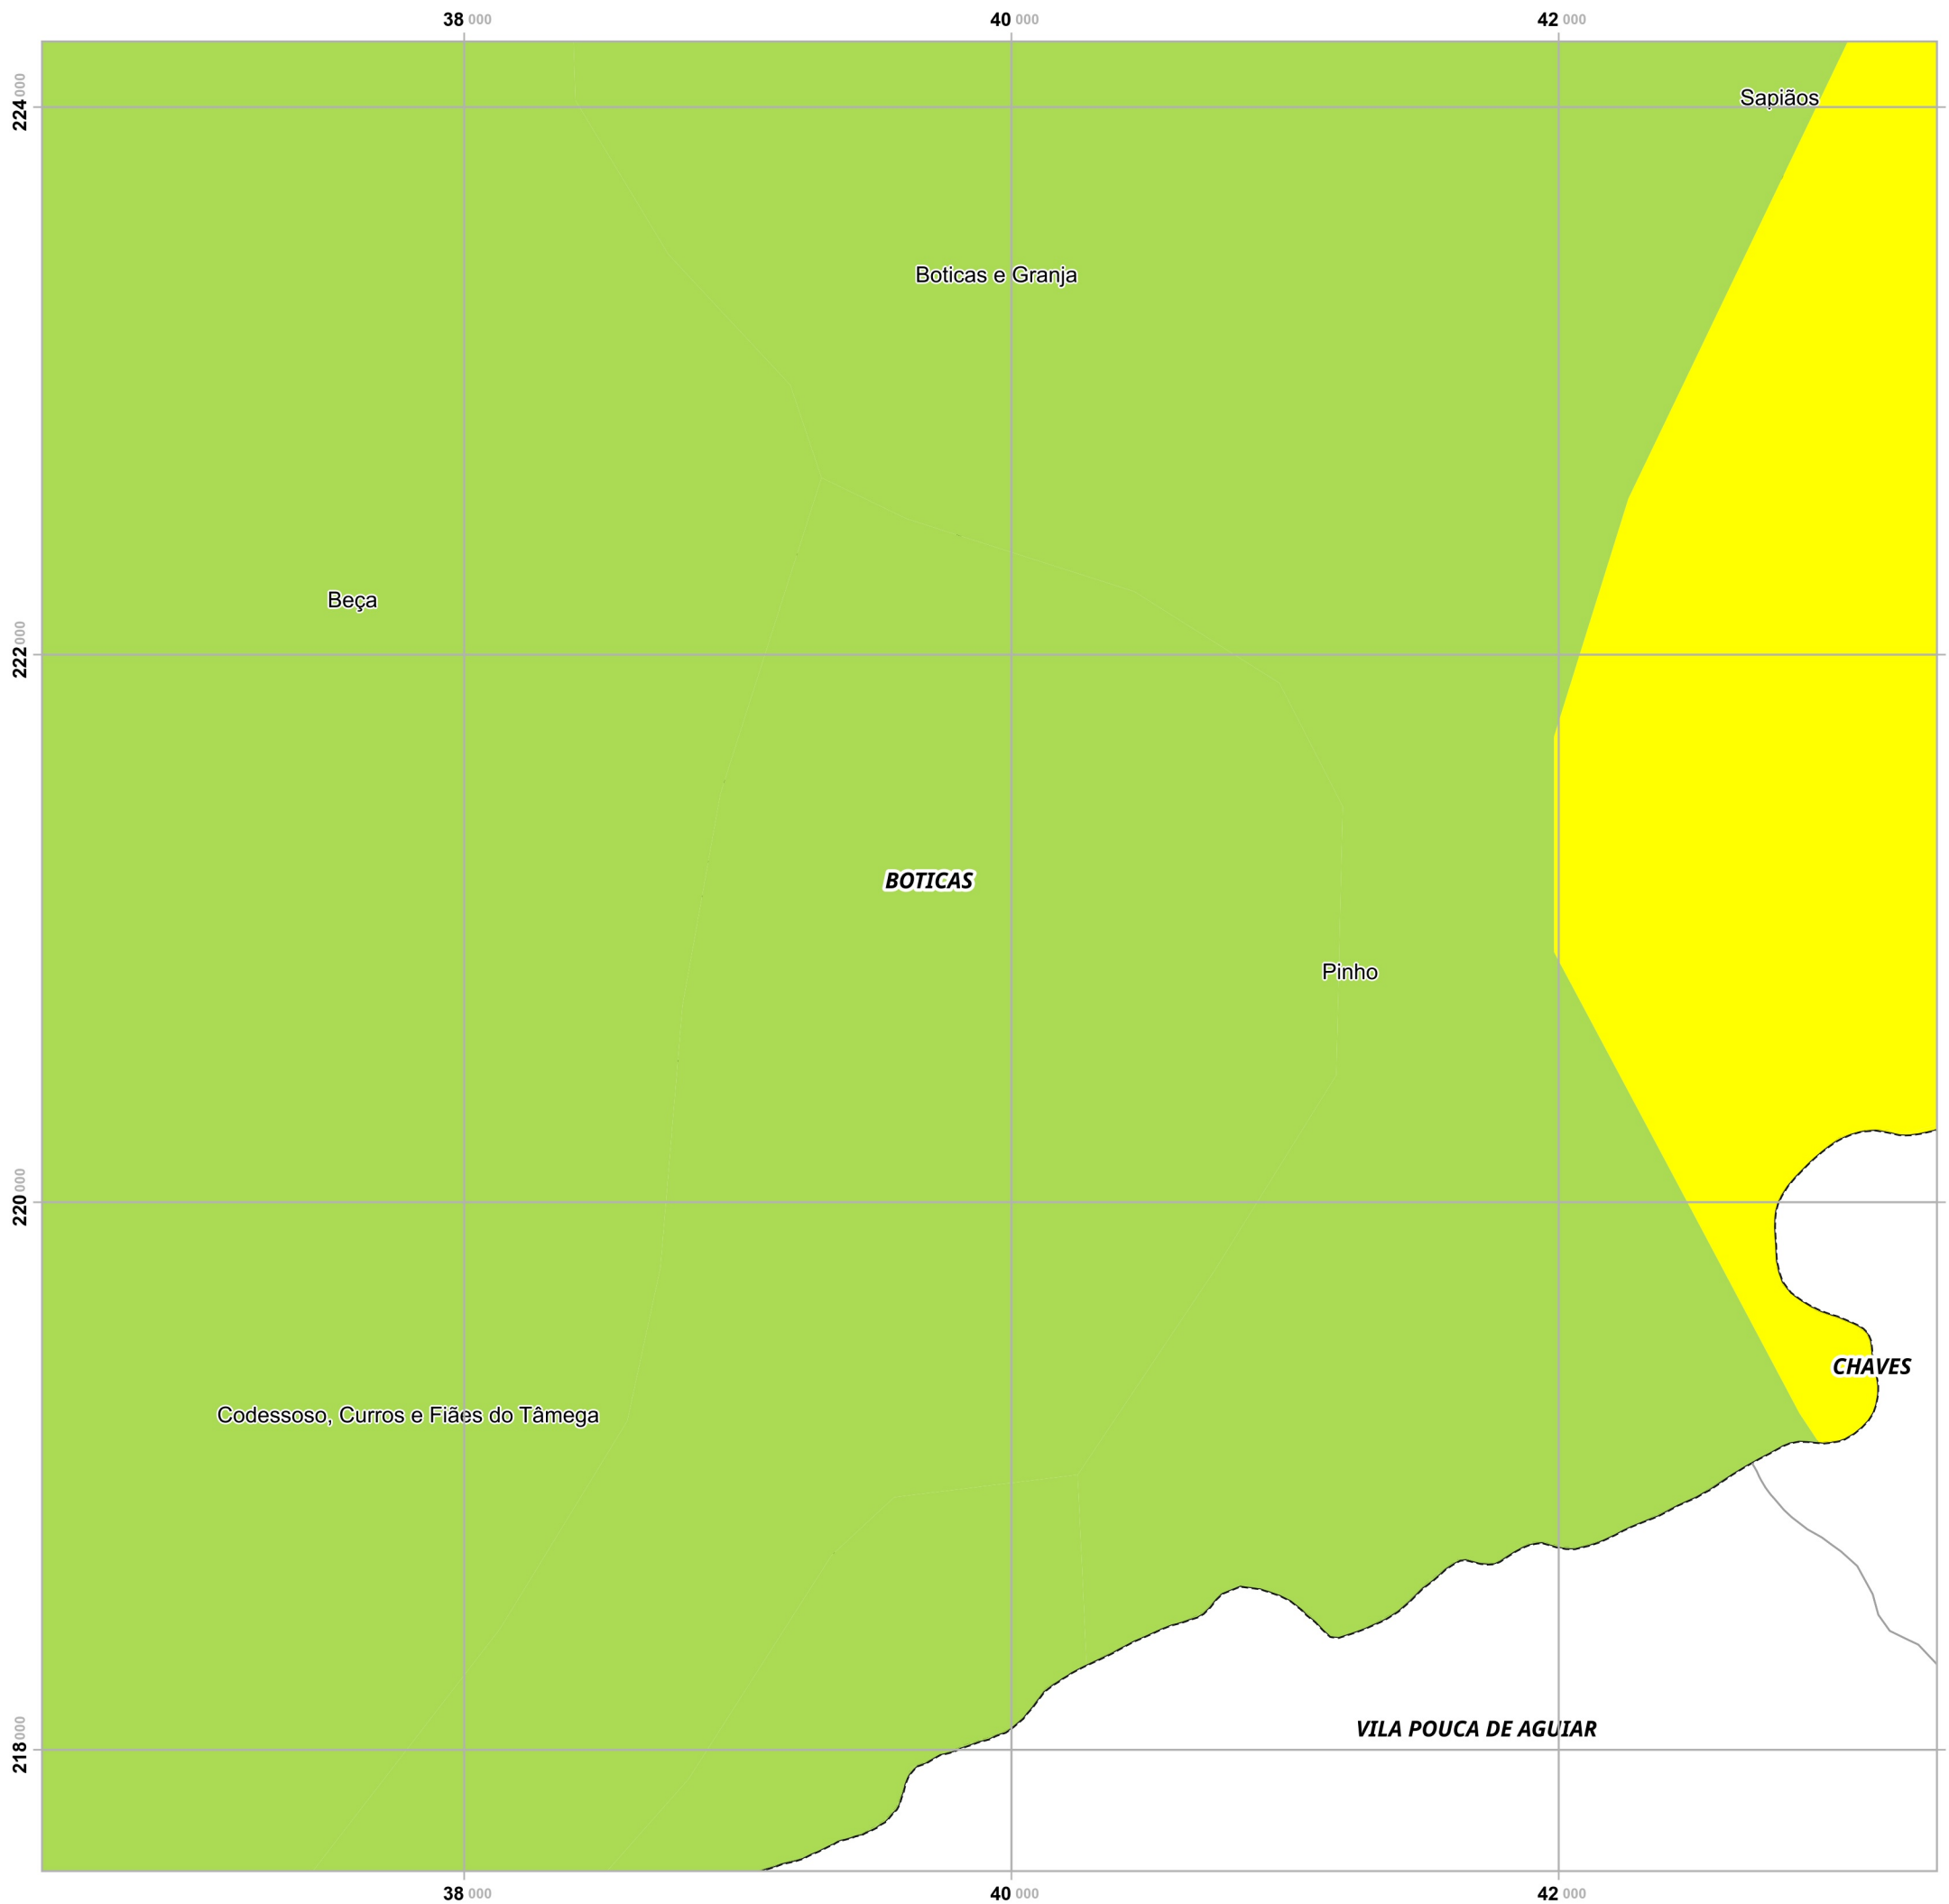 38 000 40 000 42 000
224 000
Sapiãos
Boticas e Granja
Beça
222 000
BOTICAS
Pinho
220 000
CHAVES
Codessoso, Curros e Fiães do Tâmega
VILA POUCA DE AGUIAR
218 000
38 000 40 000 42 000